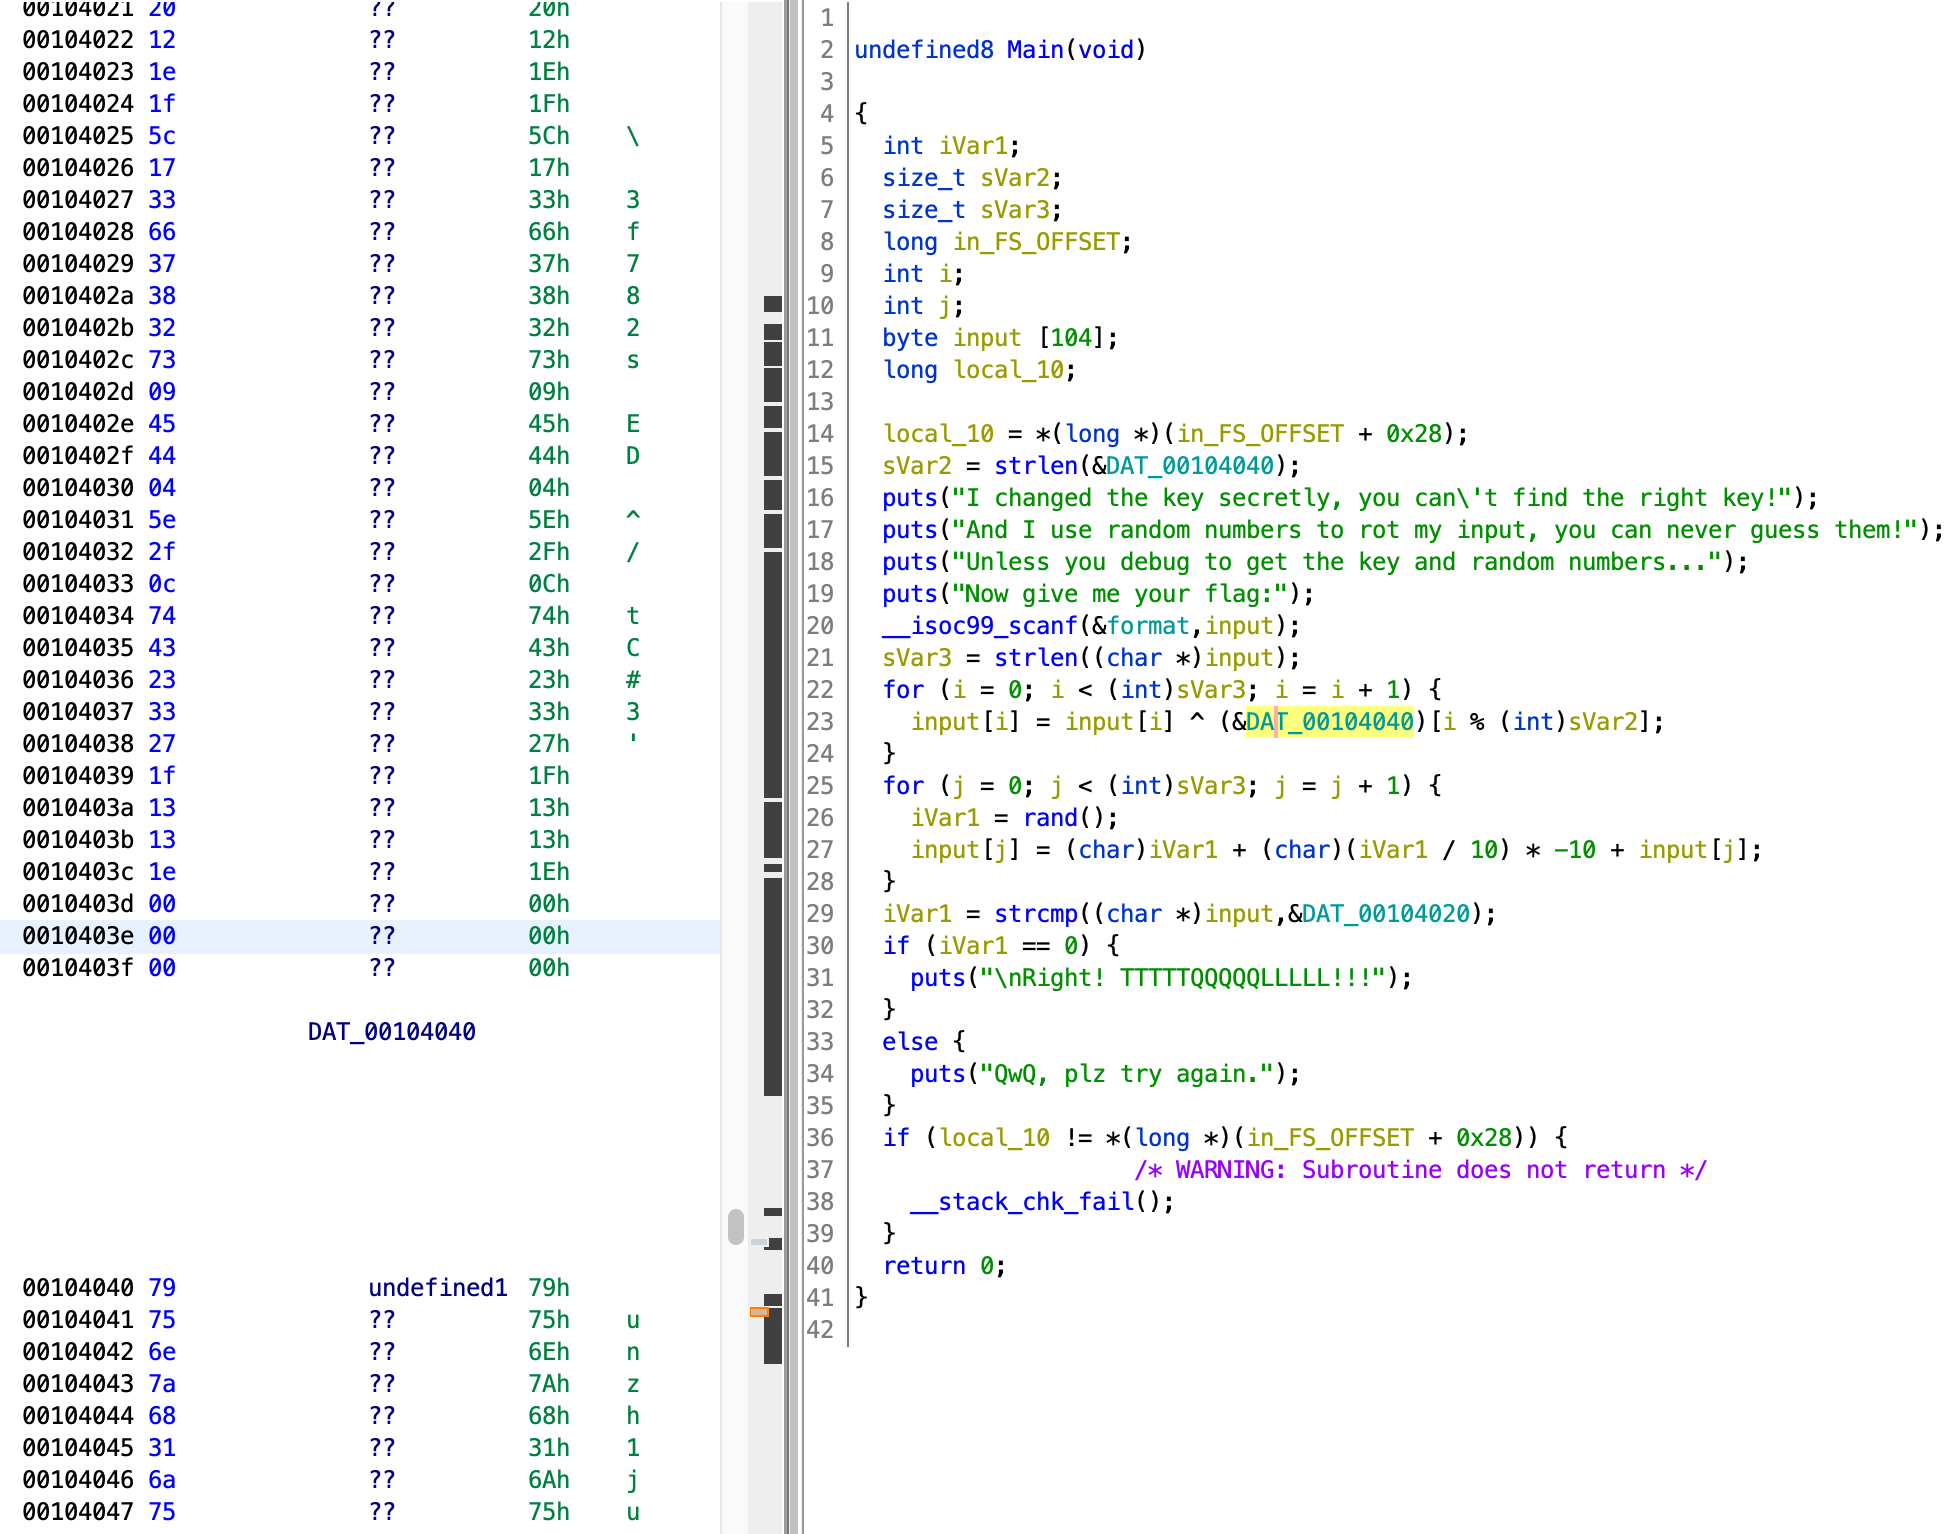 00104021 20 ?? 20h
00104022 12 ?? 12h
00104023 1e ?? 1Eh
00104024 1f ?? 1Fh
00104025 5c ?? 5Ch \
00104026 17 ?? 17h
00104027 33 ?? 33h 3
00104028 66 ?? 66h f
00104029 37 ?? 37h 7
0010402a 38 ?? 38h 8
0010402b 32 ?? 32h 2
0010402c 73 ?? 73h s
0010402d 09 ?? 09h
0010402e 45 ?? 45h E
0010402f 44 ?? 44h D
00104030 04 ?? 04h
00104031 5e ?? 5Eh ^
00104032 2f ?? 2Fh /
00104033 0c ?? 0Ch
00104034 74 ?? 74h t
00104035 43 ?? 43h C
00104036 23 ?? 23h #
00104037 33 ?? 33h 3
00104038 27 ?? 27h '
00104039 1f ?? 1Fh
0010403a 13 ?? 13h
0010403b 13 ?? 13h
0010403c 1e ?? 1Eh
0010403d 00 ?? 00h
0010403e 00 ?? 00h
0010403f 00 ?? 00h
DAT_00104040
00104040 79 undefined1 79h
00104041 75 ?? 75h u
00104042 6e ?? 6Eh n
00104043 7a ?? 7Ah z
00104044 68 ?? 68h h
00104045 31 ?? 31h 1
00104046 6a ?? 6Ah j
00104047 75 ?? 75h u
1
2 undefined8 Main(void)
3
4 {
5 int iVar1;
6 size_t sVar2;
7 size_t sVar3;
8 long in_FS_OFFSET;
9 int i;
10 int j;
11 byte input [104];
12 long local_10;
13
14 local_10 = *(long *)(in_FS_OFFSET + 0x28);
15 sVar2 = strlen(&DAT_00104040);
16 puts("I changed the key secretly, you can\'t find the right key!");
17 puts("And I use random numbers to rot my input, you can never guess them!");
18 puts("Unless you debug to get the key and random numbers...");
19 puts("Now give me your flag:");
20 __isoc99_scanf(&format,input);
21 sVar3 = strlen((char *)input);
22 for (i = 0; i < (int)sVar3; i = i + 1) {
23 input[i] = input[i] ^ (&DAT_00104040)[i % (int)sVar2];
24 }
25 for (j = 0; j < (int)sVar3; j = j + 1) {
26 iVar1 = rand();
27 input[j] = (char)iVar1 + (char)(iVar1 / 10) * -10 + input[j];
28 }
29 iVar1 = strcmp((char *)input,&DAT_00104020);
30 if (iVar1 == 0) {
31 puts("\nRight! TTTTTQQQQQLLLLL!!!");
32 }
33 else {
34 puts("QwQ, plz try again.");
35 }
36 if (local_10 != *(long *)(in_FS_OFFSET + 0x28)) {
37 /* WARNING: Subroutine does not return */
38 __stack_chk_fail();
39 }
40 return 0;
41 }
42